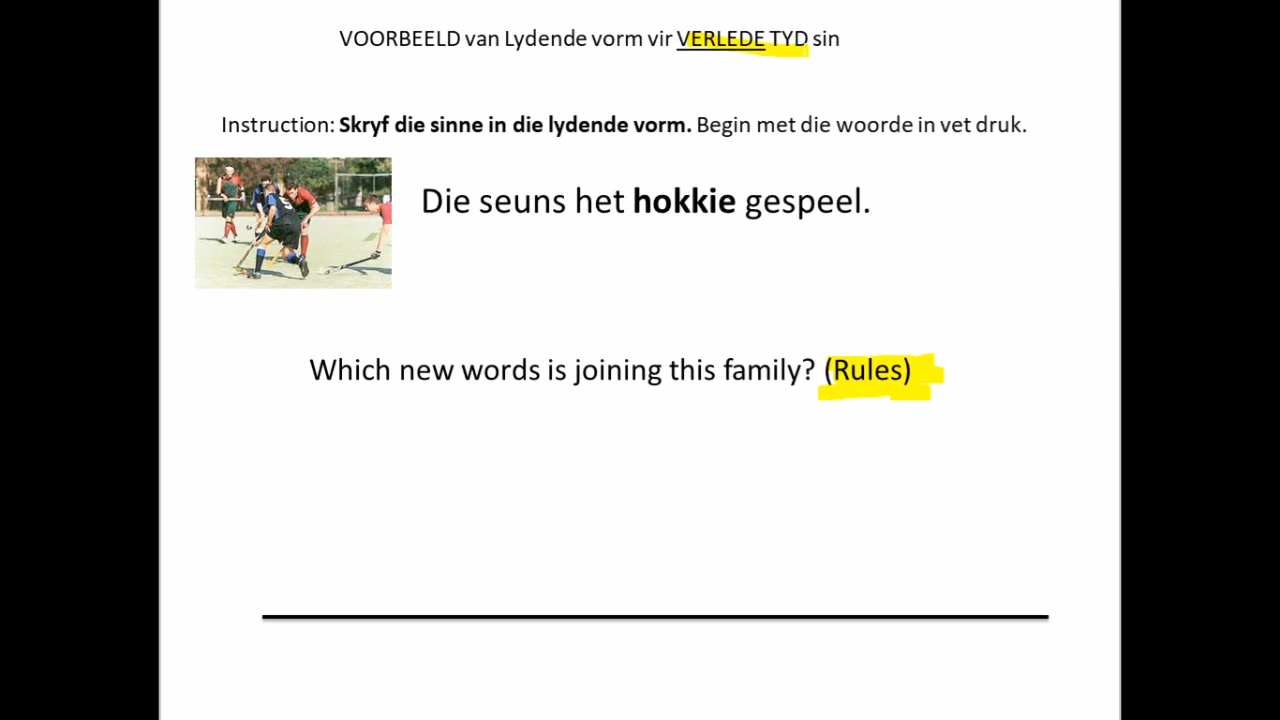 VOORBEELD van Lydende vorm vir VERLEDE TYD sin
Instruction: Skryf die sinne in die lydende vorm. Begin met die woorde in vet druk.
Die seuns het hokkie gespeel.
Which new words is joining this family? (Rules)